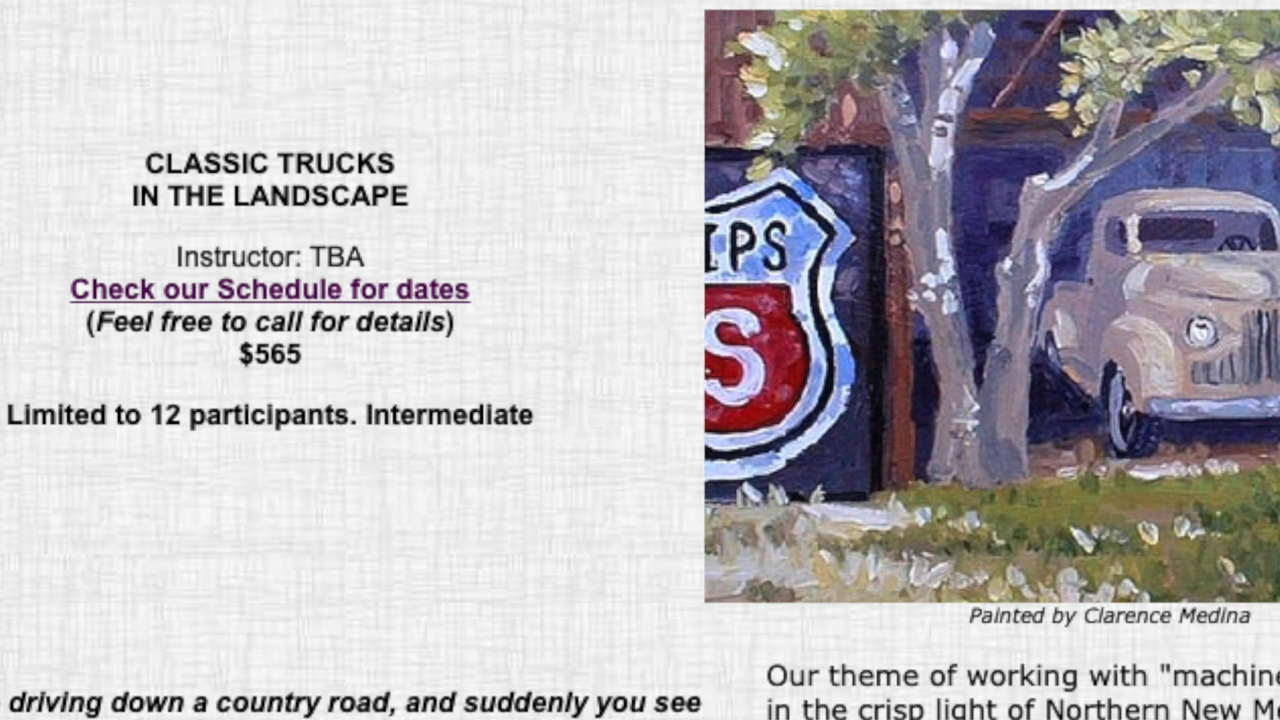 CLASSIC TRUCKS
IN THE LANDSCAPE
Instructor: TBA
Check our Schedule for dates
(Feel free to call for details)
$565
Limited to 12 participants. Intermediate
driving down a country road, and suddenly you see
IPS
S
Painted by Clarence Medina
Our theme of working with "machine
in the crisp light of Northern New M